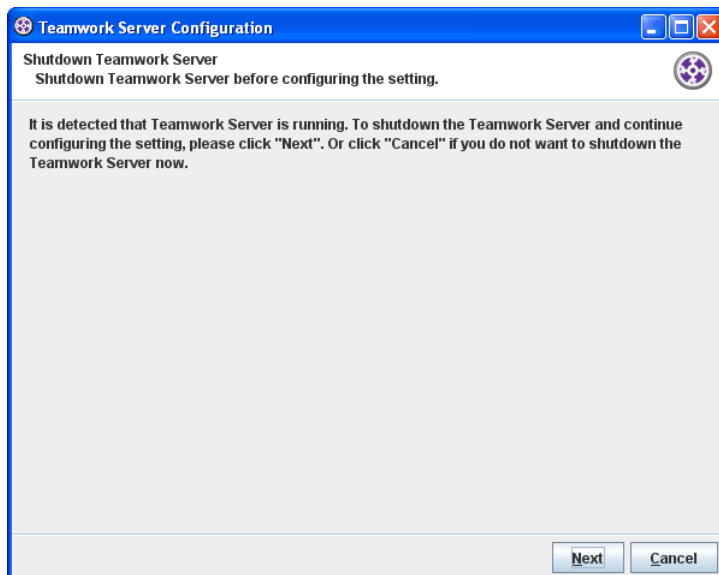 Teamwork Server Configuration
Shutdown Teamwork Server
Shutdown Teamwork Server before configuring the setting.
It is detected that Teamwork Server is running. To shutdown the Teamwork Server and continue
configuring the setting, please click "Next". Or click "Cancel" if you do not want to shutdown the
Teamwork Server now.
Next Cancel